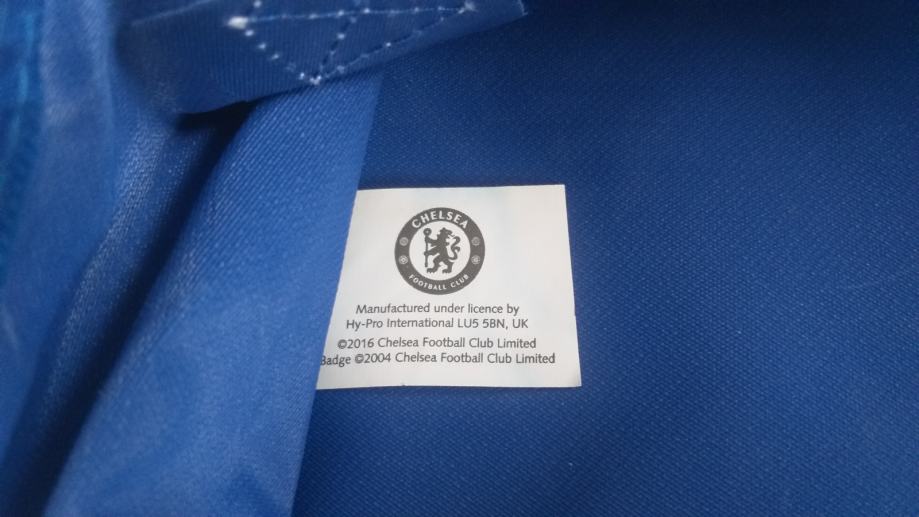 CHELSEA
FOOTBALL CLUB
Manufactured under licence by
Hy-Pro International LU5 5BN, UK
©2016 Chelsea Football Club Limited
Badge ©2004 Chelsea Football Club Limited